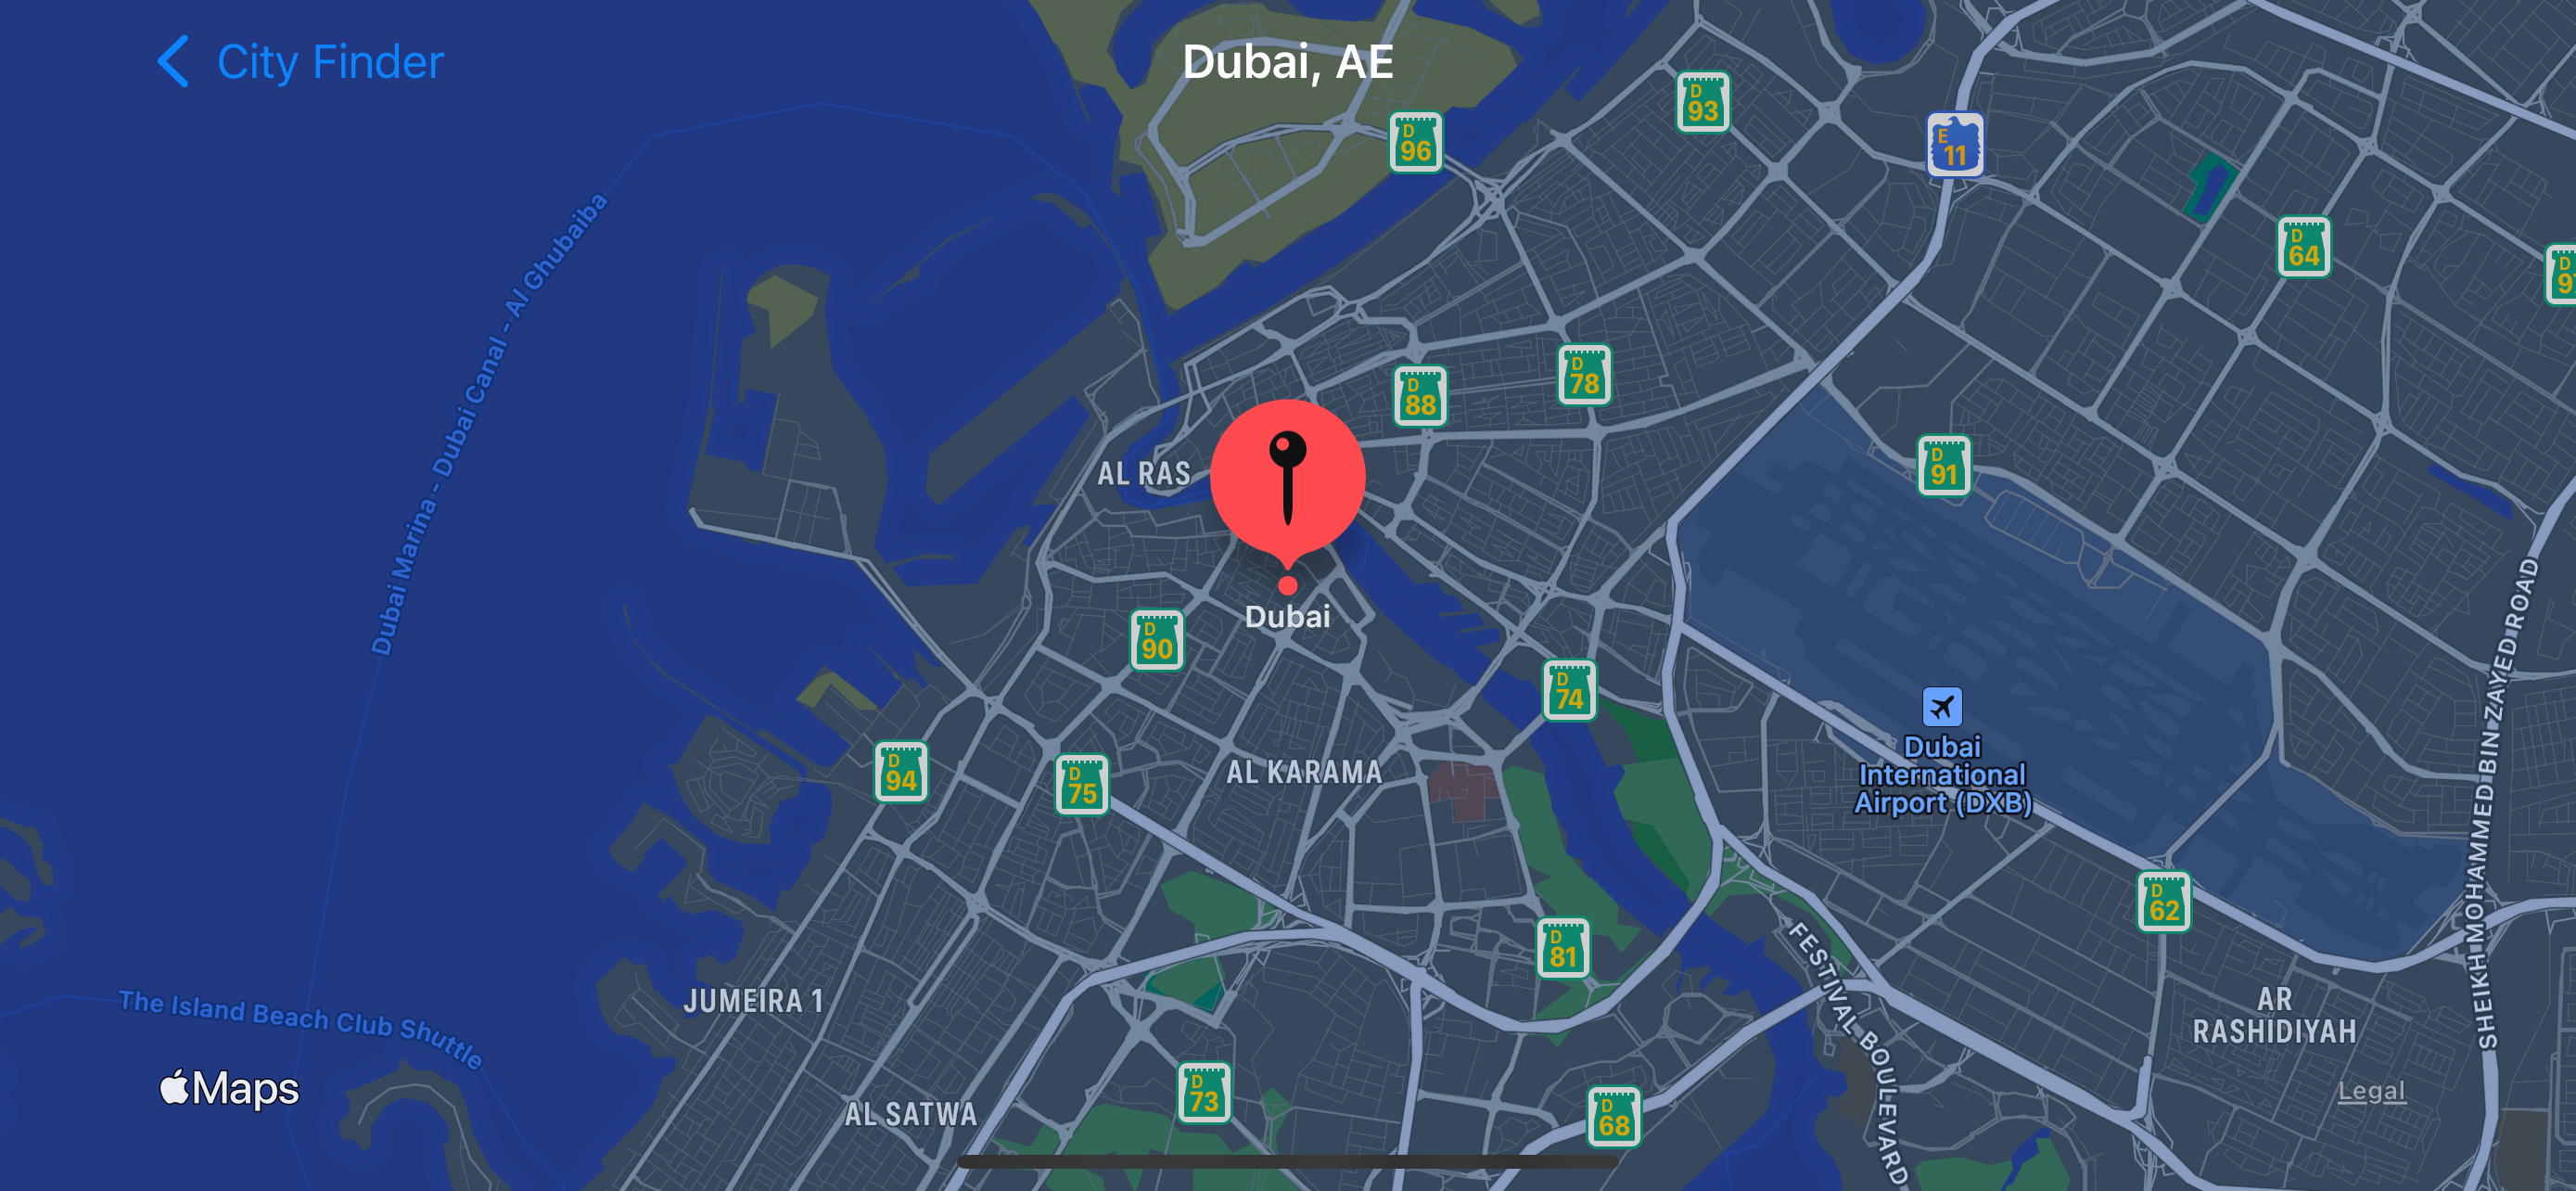 City Finder
Dubai, AE
D 93
D 96
E 11
D 64
Dubai Marina - Dubai Canal - Al Ghubaiba
D 78
D 88
AL RAS
D 91
Dubai
D 90
D 74
Dubai
International
Airport (DXB)
D 94
D 75
AL KARAMA
SHEIKH MOHAMMED BIN ZAYED ROAD
D 62
D 81
FESTIVAL BOULEVARD
JUMEIRA 1
AR
RASHIDIYAH
The Island Beach Club Shuttle
Maps
D 73
Legal
AL SATWA
D 68